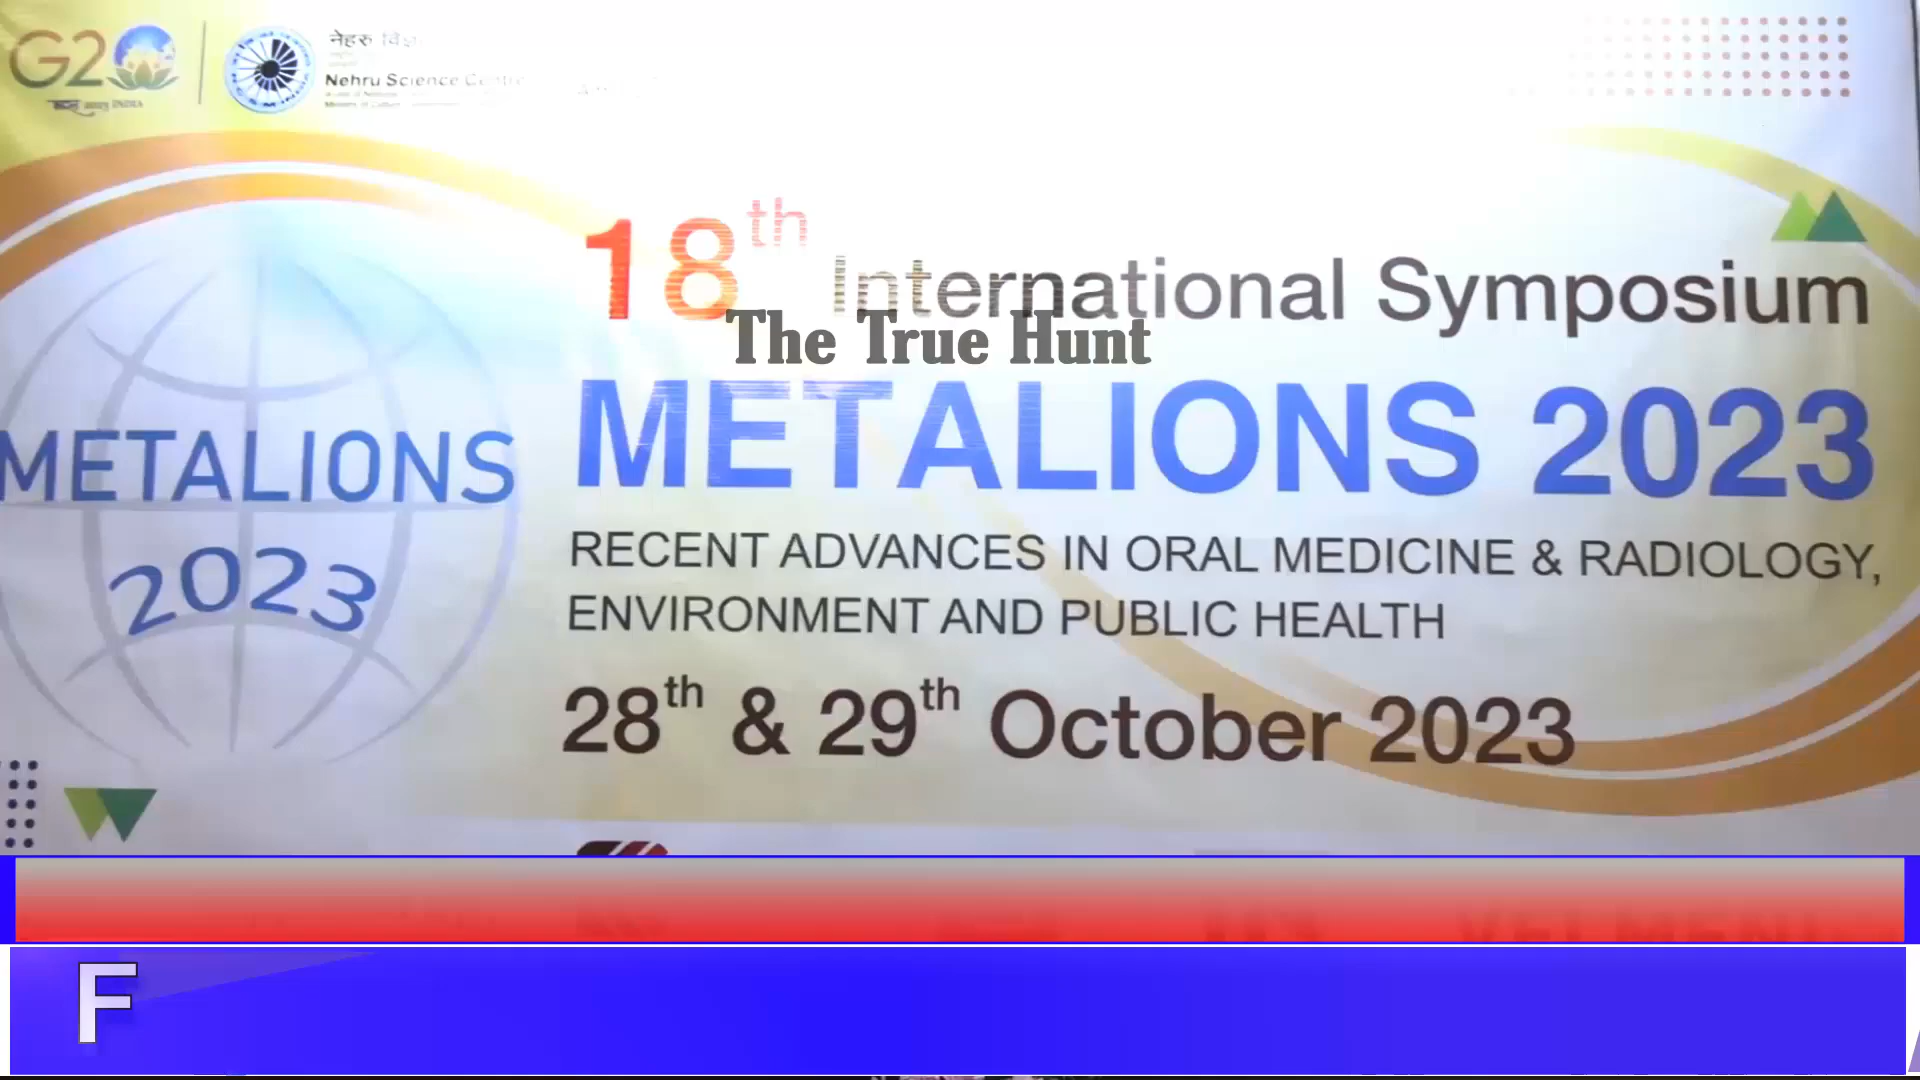 G20
नेहरु
Nehru Science Centre
18th International Symposium
The True Hunt
METALIONS 2023
METALIONS
2023
RECENT ADVANCES IN ORAL MEDICINE & RADIOLOGY,
ENVIRONMENT AND PUBLIC HEALTH
28th & 29th October 2023
F